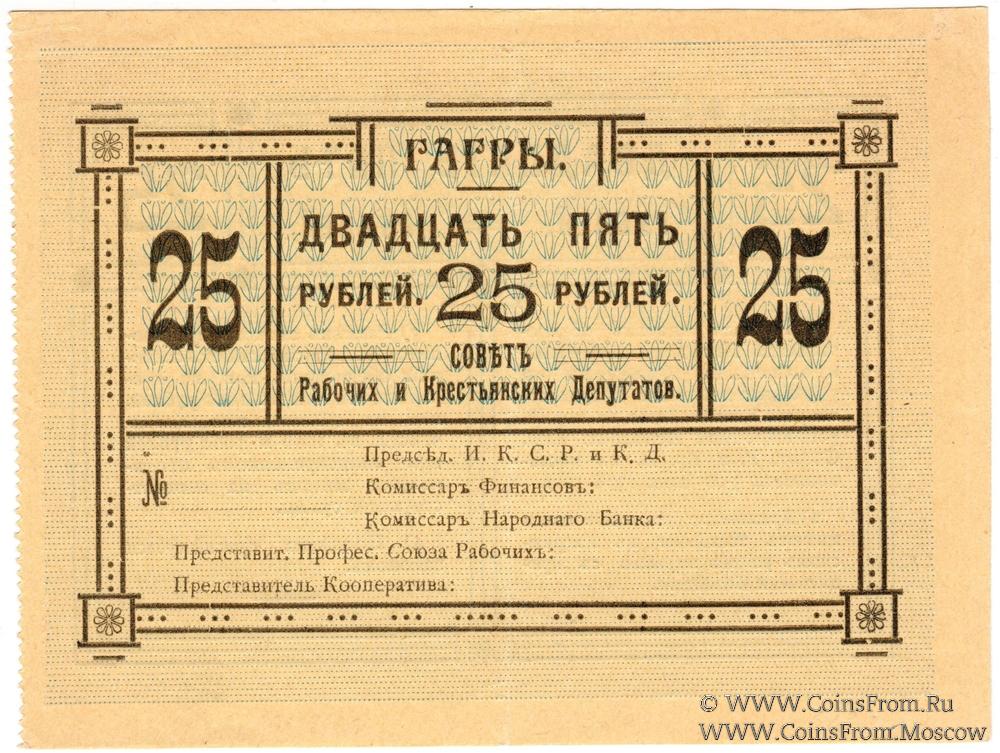 ГАГРЫ.
25 ДВАДЦАТЬ ПЯТЬ 25
РУБЛЕЙ. 25 РУБЛЕЙ.
СОВѢТЪ
Рабочих и Крестьянских Депутатов.
Предсѣд. И. К. С. Р. и К. Д.
№ Комиссаръ Финансовъ:
Комиссаръ Народнаго Банка:
Представит. Професс. Союза Рабочихъ:
Представитель Кооператива:
© WWW.CoinsFrom.Ru
WWW.CoinsFrom.Moscow